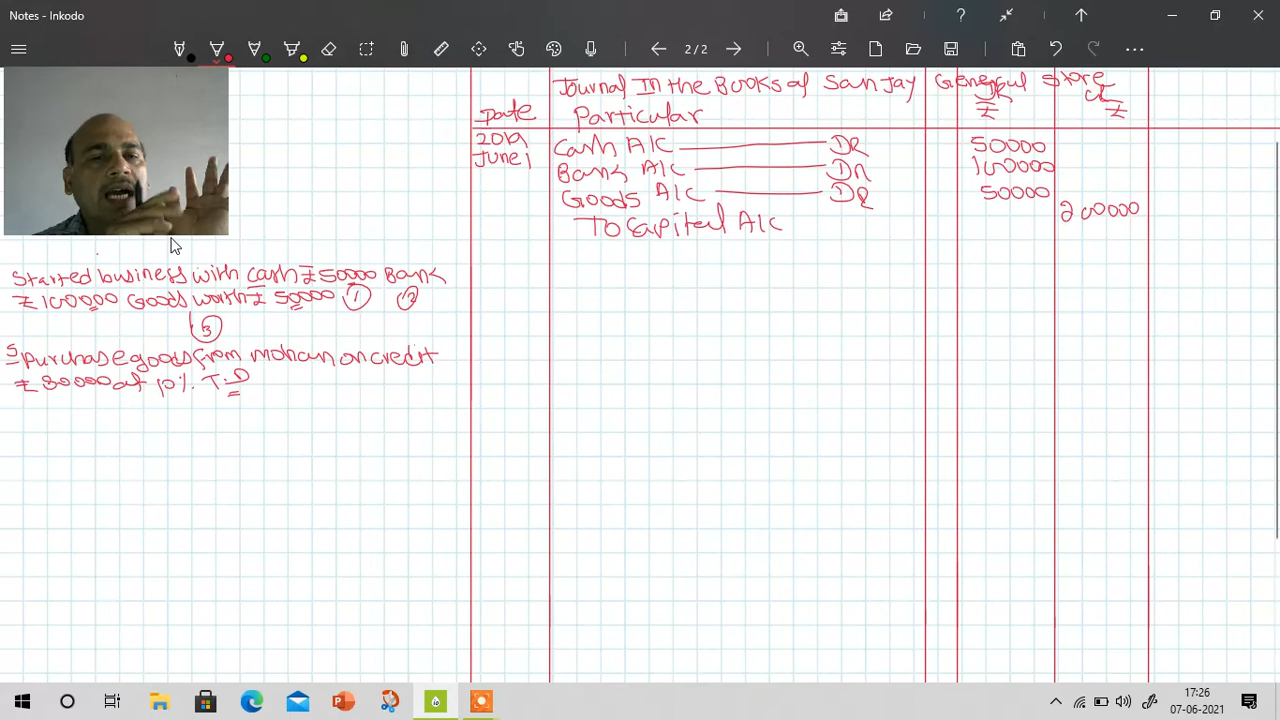 Notes - Inkodo
2/2
Journal In the Books of Sanjay General Store
Date Particular DR ₹ CR ₹
2019 June 1 Cash A/C DR 50000
Bank A/C DR 100000
Goods A/C DR 50000
To Capital A/C 200000
Started business with cash ₹ 50000 Bank
₹ 100000 Goods worth ₹ 50000 1 2
3
5 Purchase goods from mohan on credit
₹ 30000 at 10%. T.D
17:26
07-06-2021